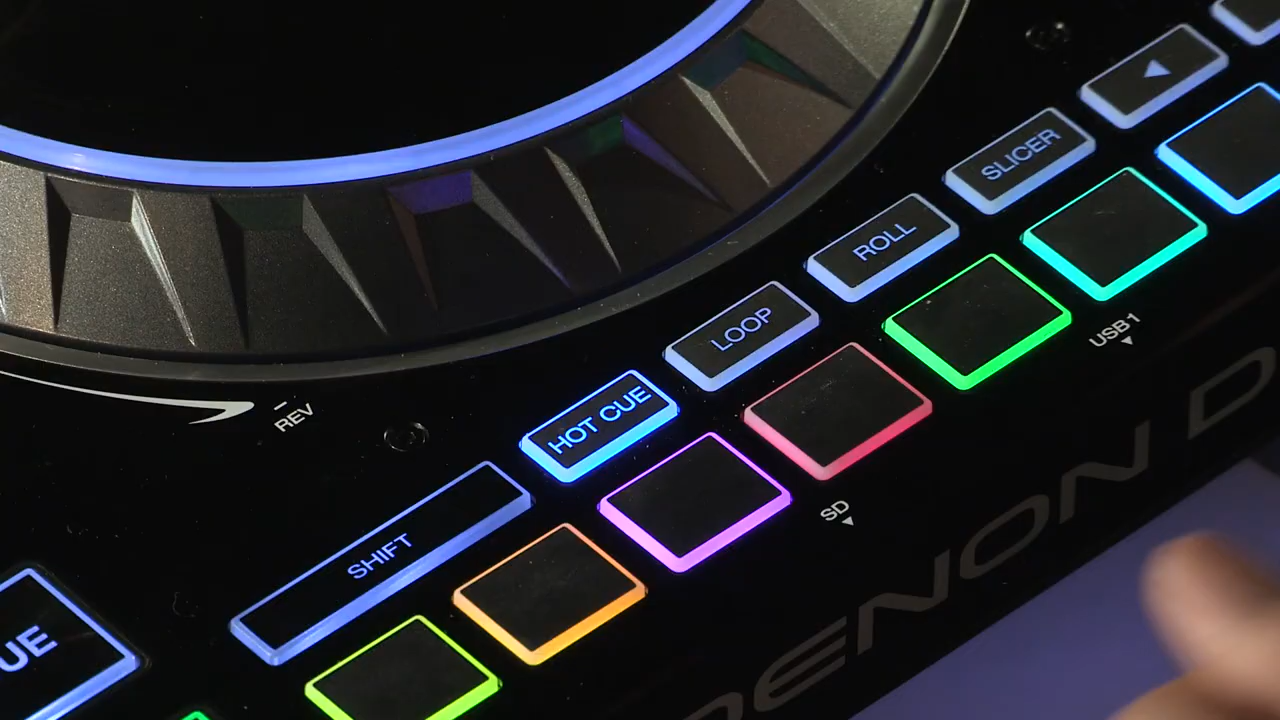 SLICER
ROLL
LOOP
HOT CUE
SHIFT
REV
UE
USB 1
SD
DENON D